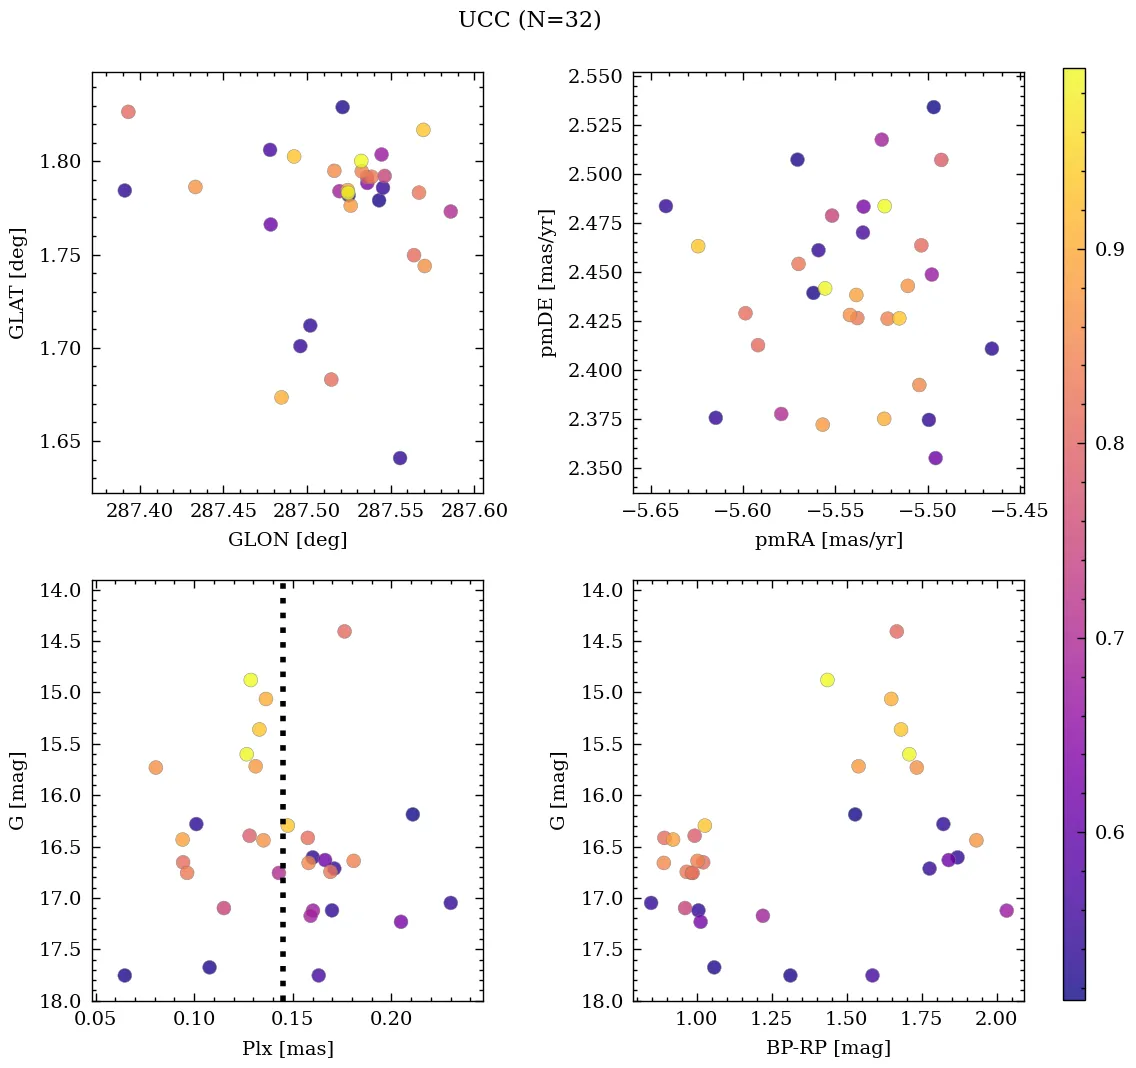 UCC (N=32)
1.80
1.75
1.70
1.65
GLAT [deg]
287.40 287.45 287.50 287.55 287.60
GLON [deg]
2.550
2.525
2.500
2.475
2.450
2.425
2.400
2.375
2.350
pmDE [mas/yr]
−5.65 −5.60 −5.55 −5.50 −5.45
pmRA [mas/yr]
14.0
14.5
15.0
15.5
16.0
16.5
17.0
17.5
18.0
G [mag]
0.05 0.10 0.15 0.20
Plx [mas]
14.0
14.5
15.0
15.5
16.0
16.5
17.0
17.5
18.0
G [mag]
1.00 1.25 1.50 1.75 2.00
BP-RP [mag]
0.9
0.8
0.7
0.6